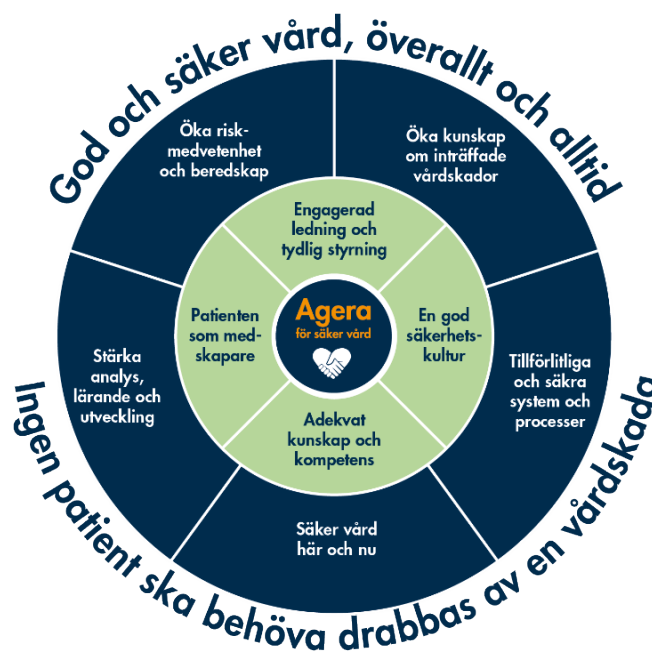 God och säker vård, överallt och alltid
Öka risk-
medvetenhet
och beredskap
Öka kunskap
om inträffade
vårdskador
Engagerad
ledning och
tydlig styrning
Patienten
som med-
skapare
Agera
för säker vård
En god
säkerhets-
kultur
Stärka
analys,
lärande och
utveckling
Tillförlitliga
och säkra
system och
processer
Adekvat
kunskap och
kompetens
Säker vård
här och nu
Ingen patient ska behöva drabbas av en vårdskada